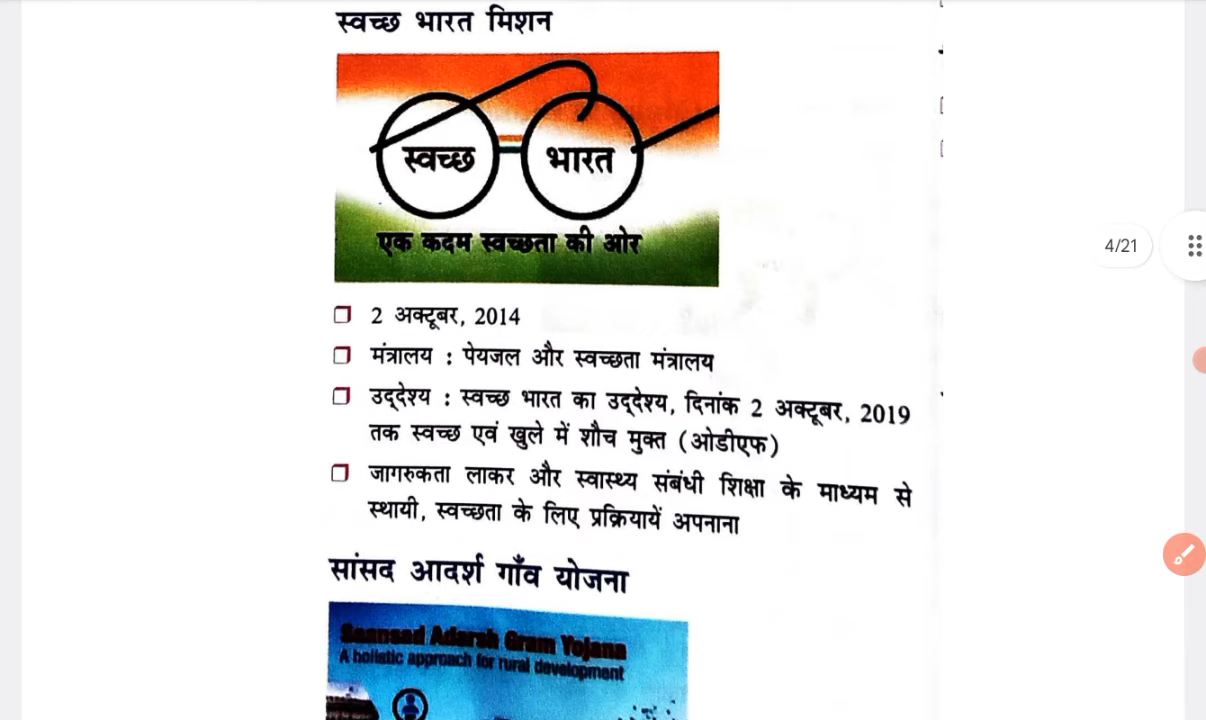 स्वच्छ भारत मिशन
स्वच्छ भारत
एक कदम स्वच्छता की ओर
4/21
2 अक्टूबर, 2014
मंत्रालय : पेयजल और स्वच्छता मंत्रालय
उद्देश्य : स्वच्छ भारत का उद्देश्य, दिनांक 2 अक्टूबर, 2019
तक स्वच्छ एवं खुले में शौच मुक्त (ओडीएफ)
जागरुकता लाकर और स्वास्थ्य संबंधी शिक्षा के माध्यम से
स्थायी, स्वच्छता के लिए प्रक्रियायें अपनाना
सांसद आदर्श गाँव योजना
Saansad Adarsh Gram Yojana
A holistic approach for rural development